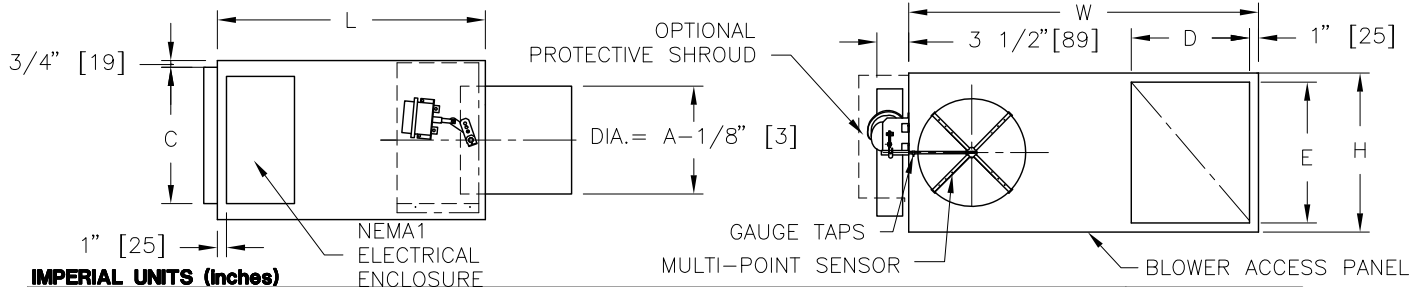 L
3/4" [19]
C
1" [25]
NEMA1
ELECTRICAL
ENCLOSURE
DIA.= A-1/8" [3]
OPTIONAL
PROTECTIVE SHROUD
W
3 1/2"[89]
D
1" [25]
E
H
GAUGE TAPS
MULTI-POINT SENSOR
BLOWER ACCESS PANEL
IMPERIAL UNITS (Inches)